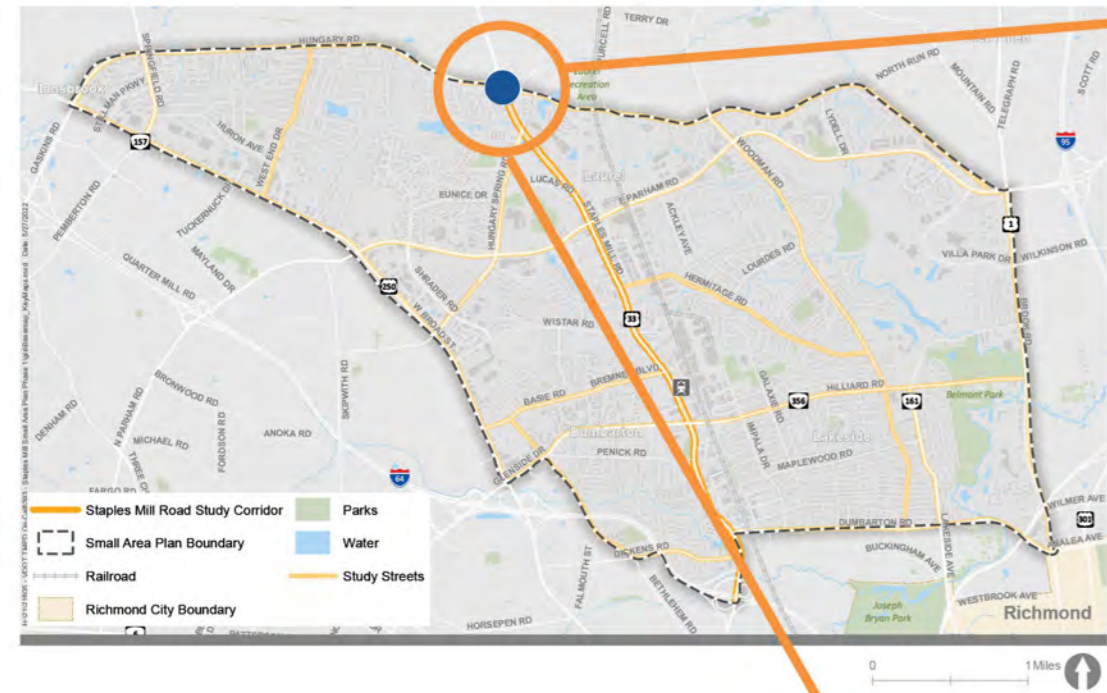 TERRY DR
HUNGARY RD
SPRINGFIELD RD
PURCELL RD
NORTH RUN RD
MOUNTAIN RD
TELEGRAPH RD
SCOTT RD
Innsbrook
STILLMAN PKWY
Recreation
Area
GASKINS RD
157
HURON AVE
WEST END DR
LYDELL DR
95
WOODMAN RD
LUCAS RD
Laurel
E PARHAM RD
EUNICE DR
HUNGARY SPRING RD
STAPLES MILL RD
ACKLEY AVE
PEMBERTON RD
TUCKERNUCK DR
1
MAYLAND DR
LOURDES RD
VILLA PARK DR
WILKINSON RD
QUARTER MILL RD
250
SHRADER RD
HERMITAGE RD
W BROAD ST
WISTAR RD
33
BROOK RD
BRONWOOD RD
SKIPWITH RD
BREMNER BLVD
BASIE RD
GALAXIE RD
HILLIARD RD
356
161
Belmont Park
DENHAM RD
N PARHAM RD
MICHAEL RD
FORDSON RD
ANOKA RD
Dumbarton
PENICK RD
IMPALA DR
Lakeside
MAPLEWOOD RD
GLENSIDE DR
64
FARGO RD
Staples Mill Road Study Corridor
Parks
Small Area Plan Boundary
Water
Railroad
Study Streets
Richmond City Boundary
DUMBARTON RD
WILMER AVE
301
AZALEA AVE
LAKESIDE AVE
BUCKINGHAM AVE
DICKENS RD
FALMOUTH ST
BETHLEHEM RD
WESTBROOK AVE
Joseph
Bryan Park
Richmond
HORSEPEN RD
6
0
1 Miles